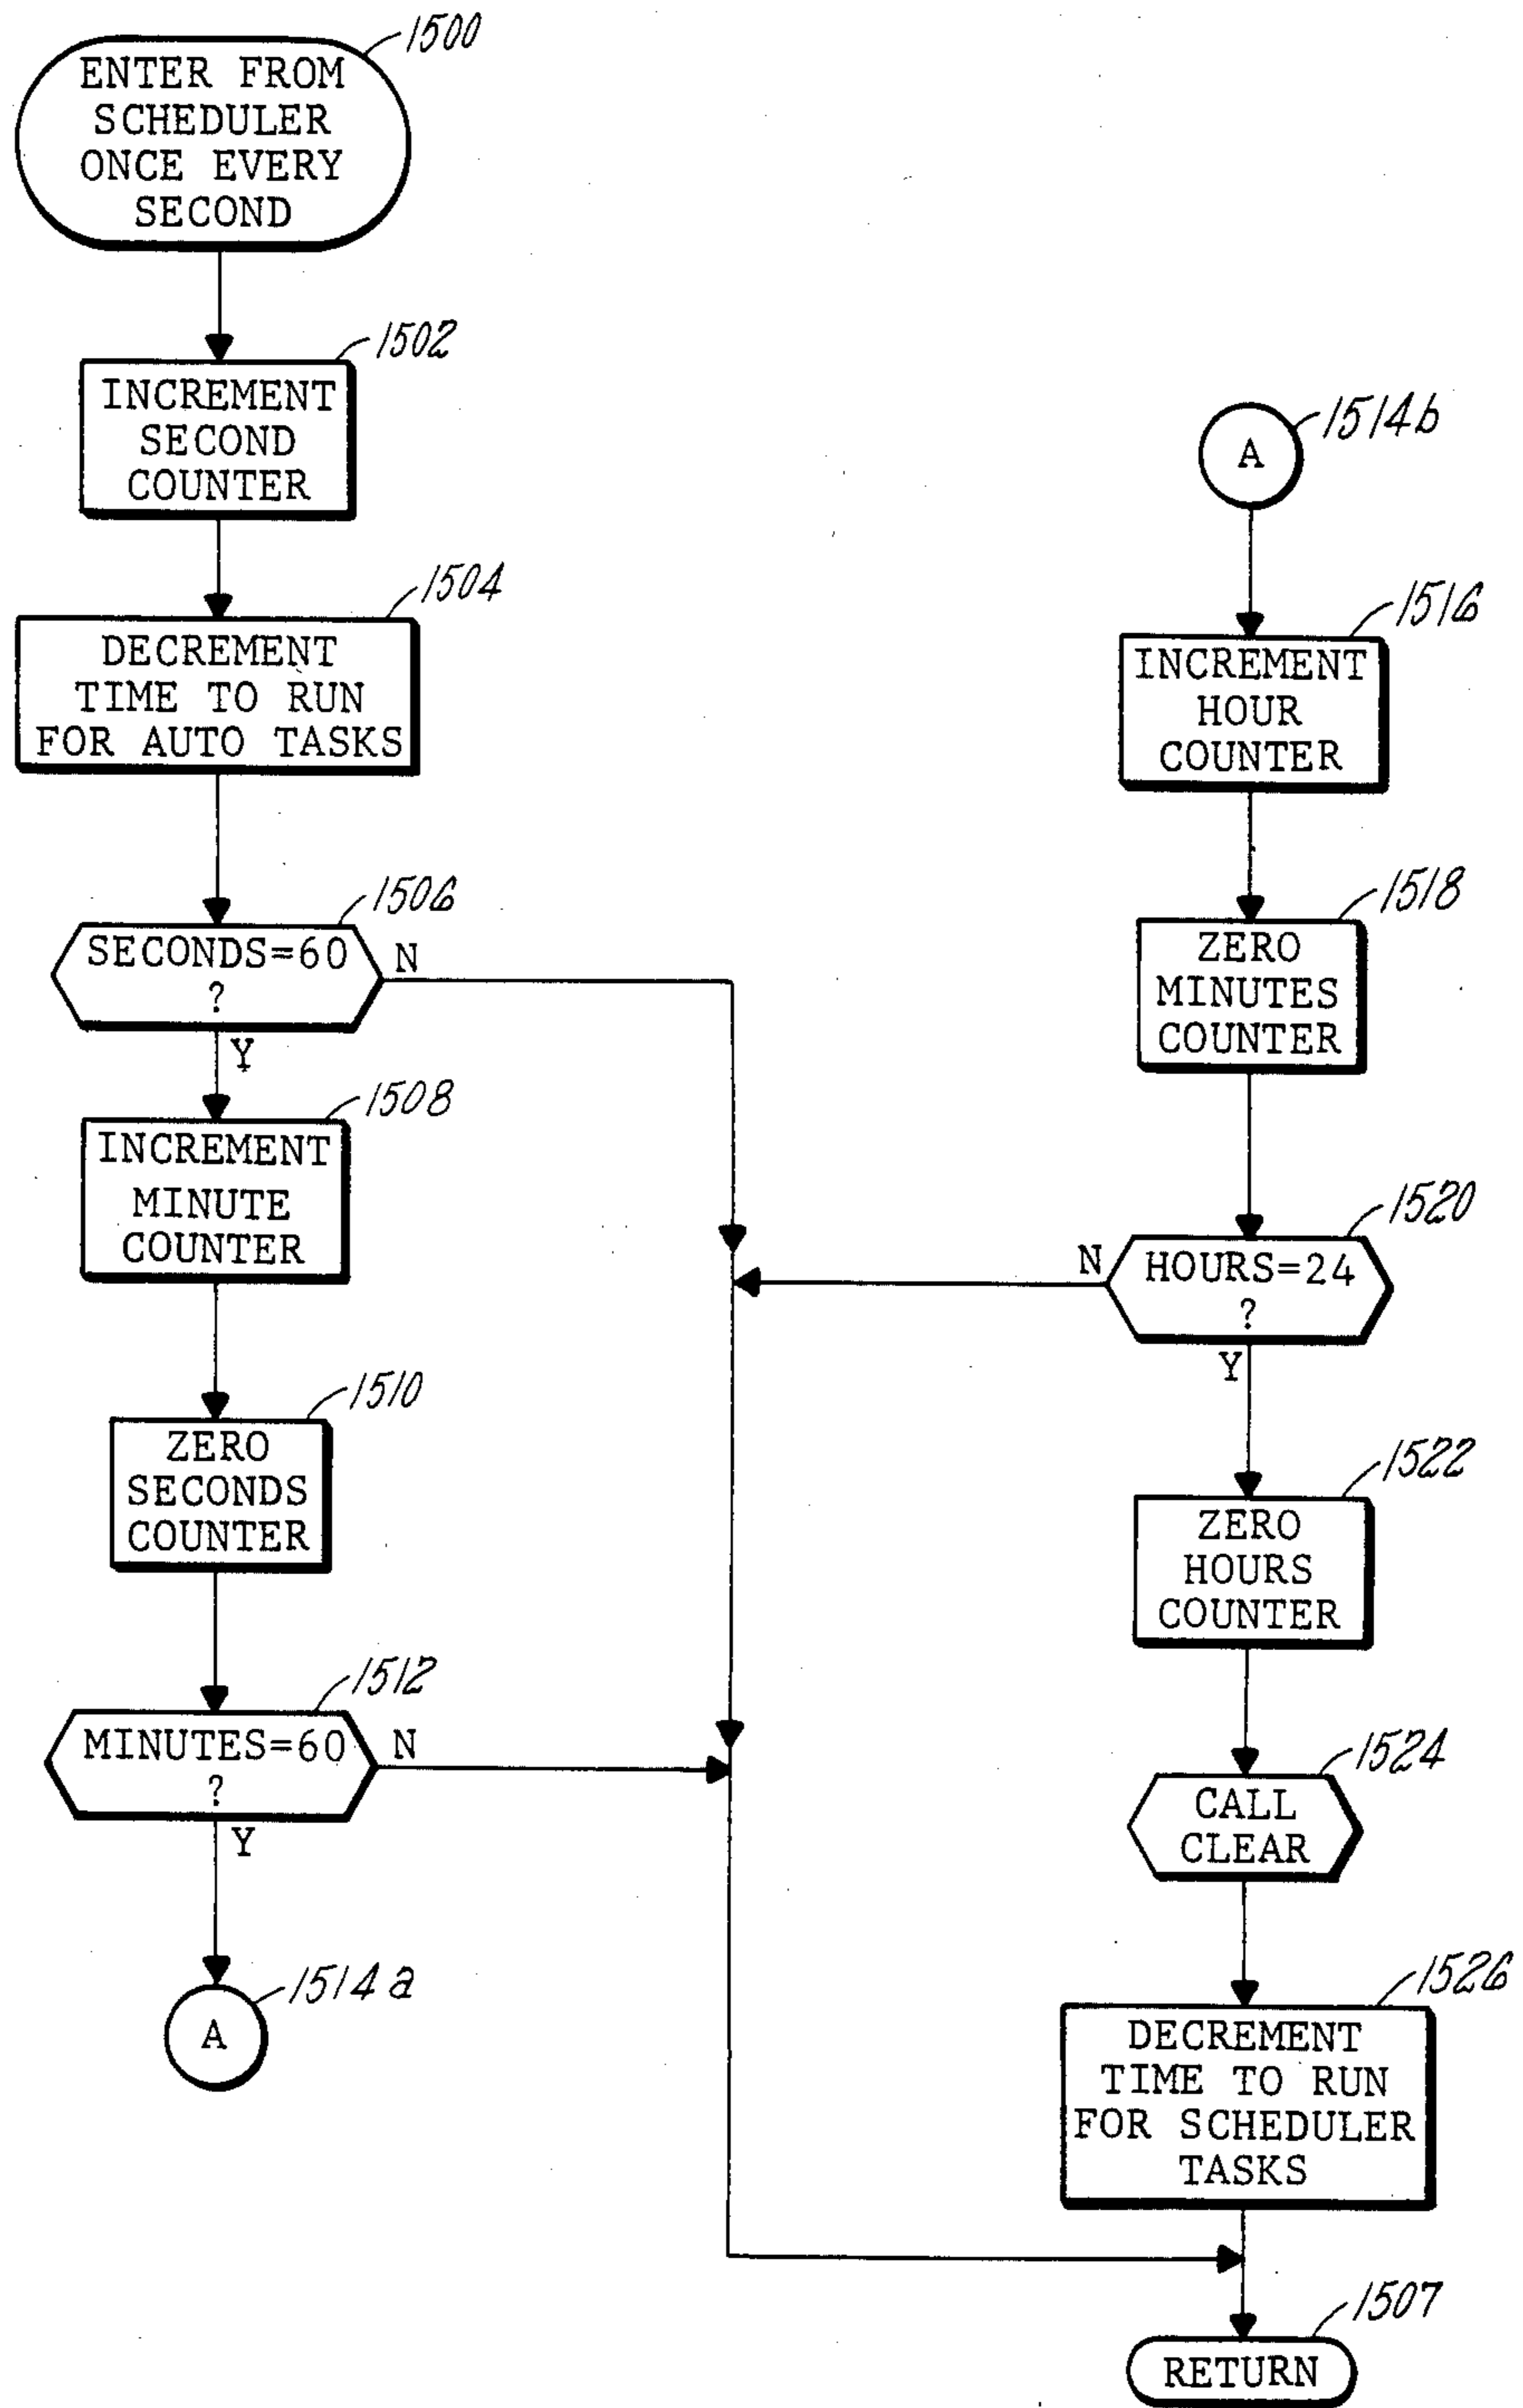 1500
ENTER FROM
SCHEDULER
ONCE EVERY
SECOND
1502
INCREMENT
SECOND
COUNTER
1504
DECREMENT
TIME TO RUN
FOR AUTO TASKS
1506
SECONDS=60
?
N
Y
1508
INCREMENT
MINUTE
COUNTER
1510
ZERO
SECONDS
COUNTER
1512
MINUTES=60
?
N
Y
1514a
A
1514b
A
1516
INCREMENT
HOUR
COUNTER
1518
ZERO
MINUTES
COUNTER
1520
N
HOURS=24
?
Y
1522
ZERO
HOURS
COUNTER
1524
CALL
CLEAR
1526
DECREMENT
TIME TO RUN
FOR SCHEDULER
TASKS
1507
RETURN